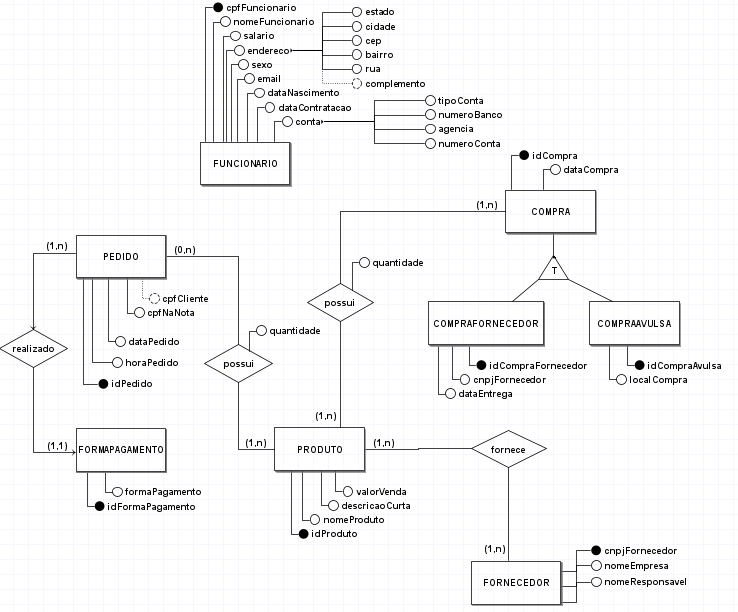 cpfFuncionario
nomeFuncionario
salario
endereco
sexo
email
dataNascimento
dataContratacao
conta
estado
cidade
cep
bairro
rua
complemento
tipoConta
numeroBanco
agencia
numeroConta
FUNCIONARIO
idCompra
dataCompra
(1,n)
COMPRA
T
quantidade
possui
COMPRAFORNECEDOR
COMPRAAVULSA
idCompraFornecedor
cnpjFornecedor
dataEntrega
idCompraAvulsa
localCompra
(1,n)
PEDIDO
(0,n)
cpfCliente
cpfNaNota
dataPedido
horaPedido
idPedido
realizado
quantidade
possui
(1,1)
FORMAPAGAMENTO
formaPagamento
idFormaPagamento
(1,n)
(1,n)
PRODUTO
(1,n)
valorVenda
descricaoCurta
nomeProduto
idProduto
fornece
(1,n)
FORNECEDOR
cnpjFornecedor
nomeEmpresa
nomeResponsavel